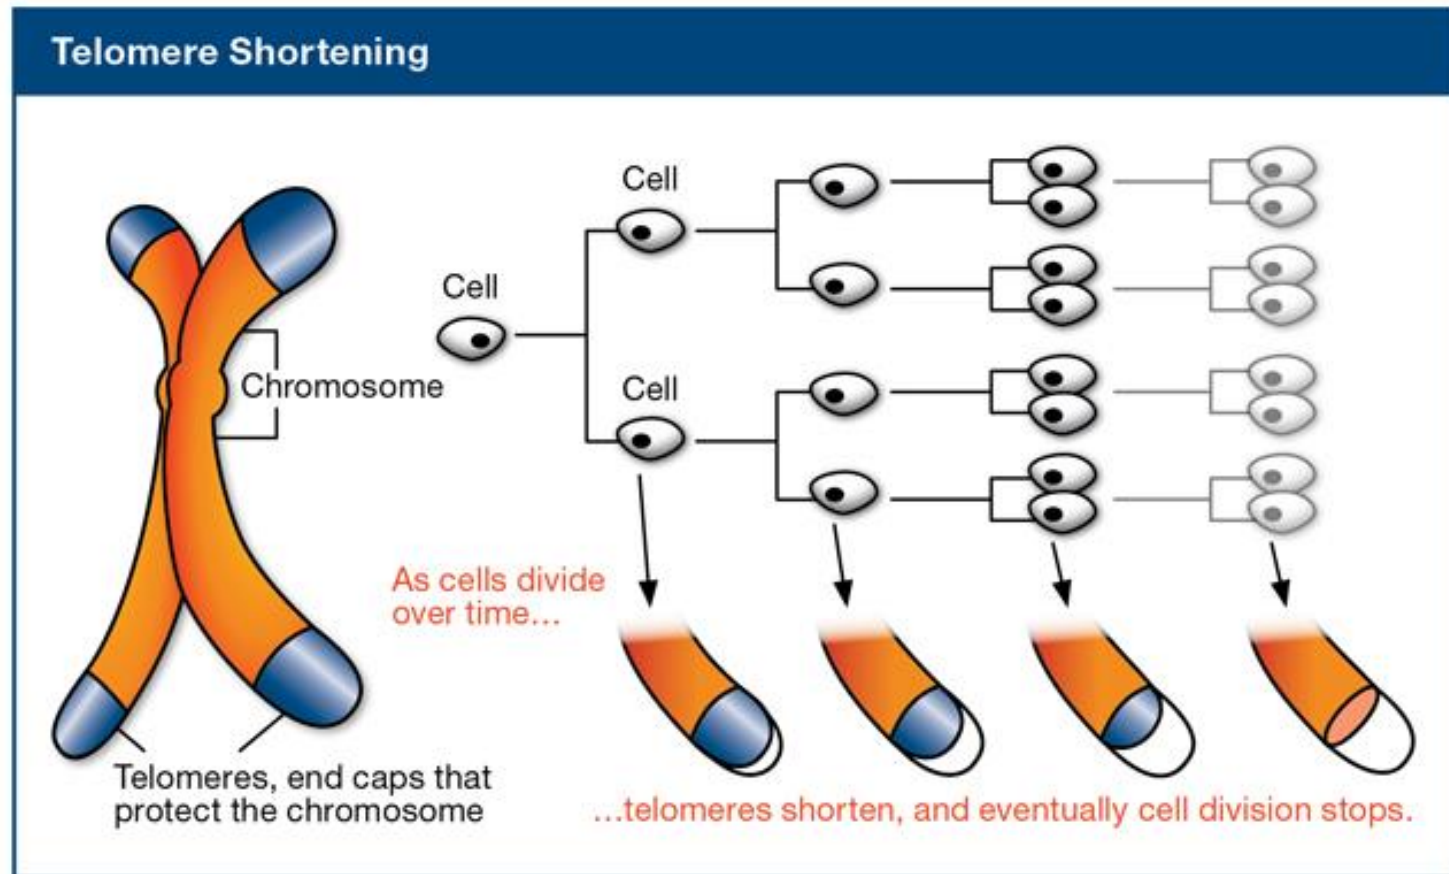 Telomere Shortening
Cell
Cell
Cell
Chromosome
As cells divide
over time...
Telomeres, end caps that
protect the chromosome
...telomeres shorten, and eventually cell division stops.